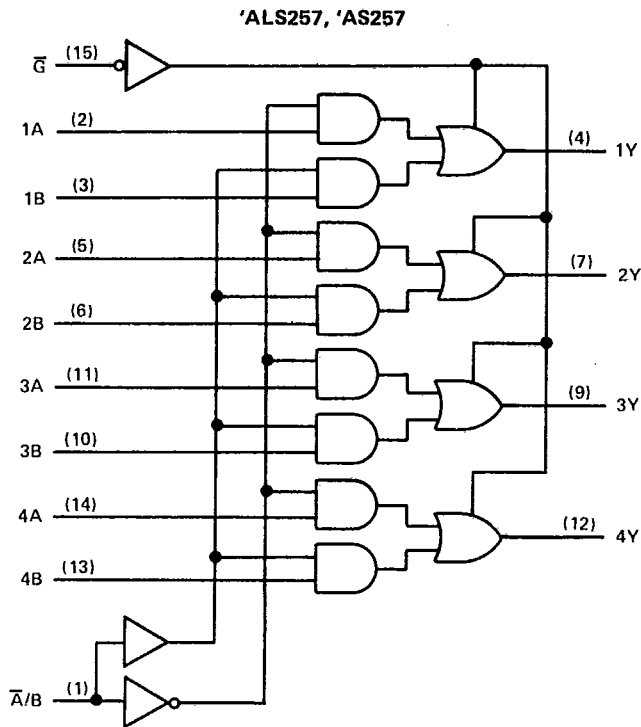 'ALS257, 'AS257
G̅ (15)
1A (2)
(4) 1Y
1B (3)
2A (5)
(7) 2Y
2B (6)
3A (11)
(9) 3Y
3B (10)
4A (14)
(12) 4Y
4B (13)
A̅/B (1)